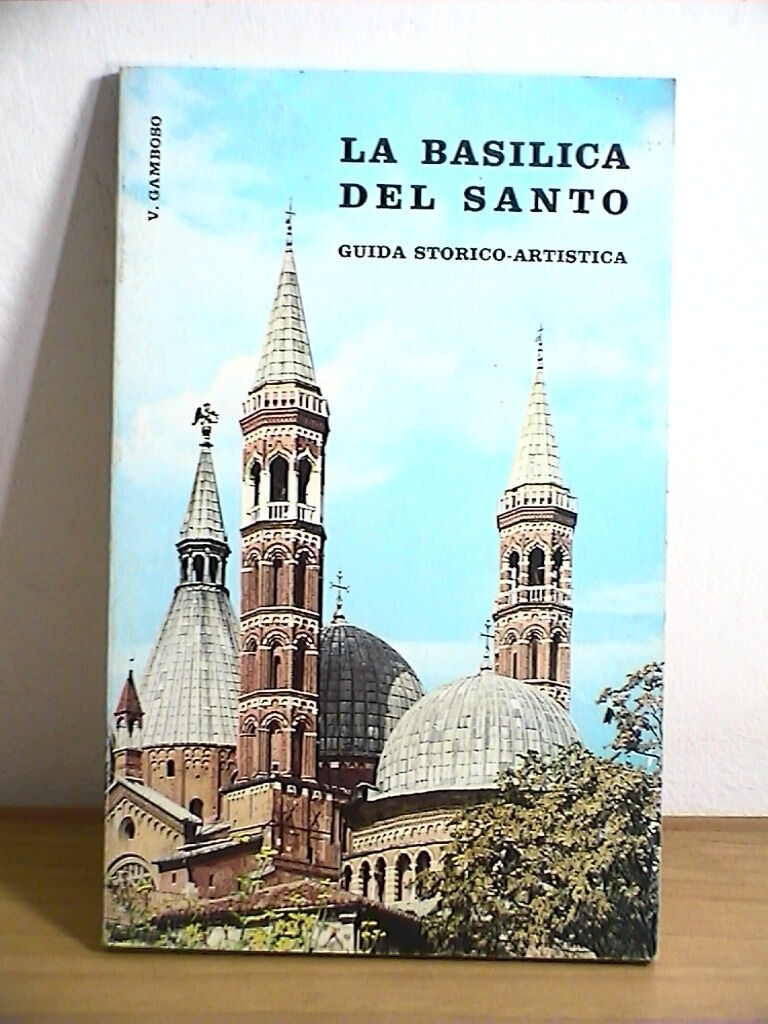 V. GAMBOSO
LA BASILICA
DEL SANTO
GUIDA STORICO-ARTISTICA